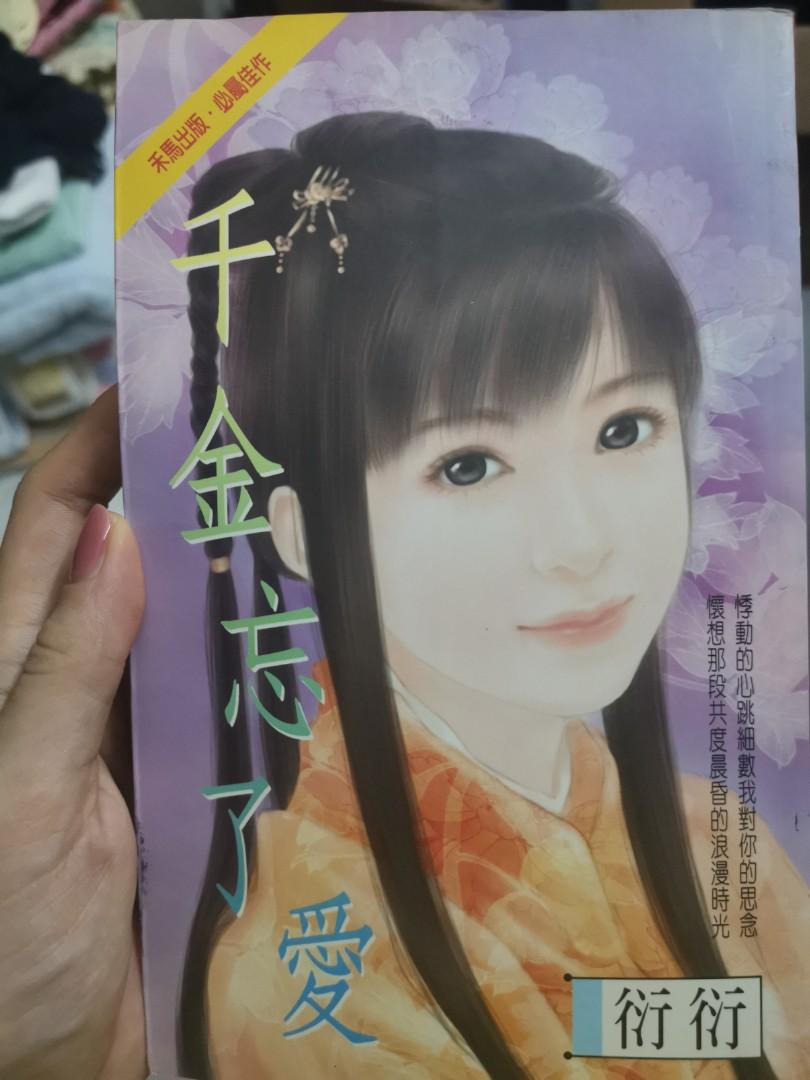 禾馬出版·必屬佳作
千金忘了愛
悸動的心跳細數我對你的思念
懷想那段共度晨昏的浪漫時光
衍衍